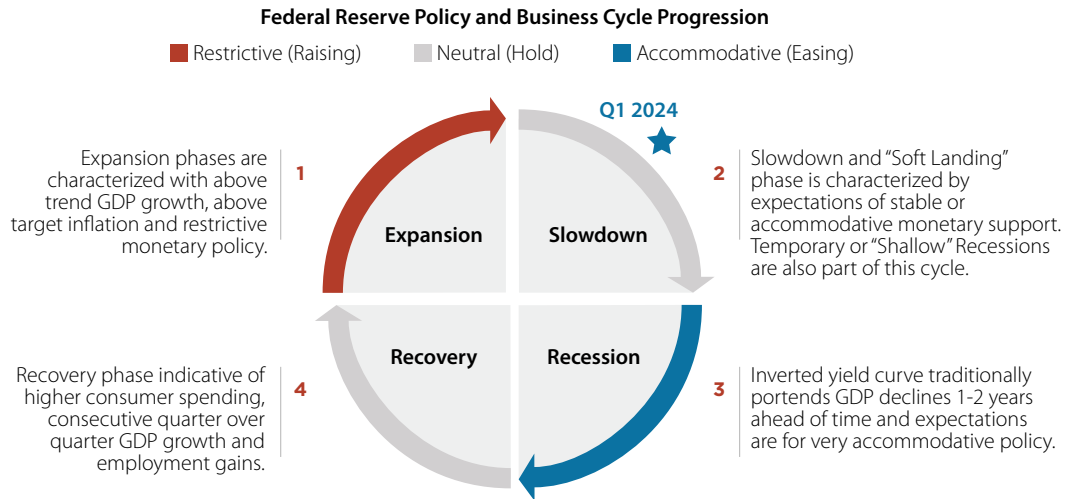 Federal Reserve Policy and Business Cycle Progression
Restrictive (Raising)
Neutral (Hold)
Accommodative (Easing)
Q1 2024
1
Expansion phases are
characterized with above
trend GDP growth, above
target inflation and restrictive
monetary policy.
Expansion
Slowdown
2
Slowdown and “Soft Landing”
phase is characterized by
expectations of stable or
accommodative monetary support.
Temporary or “Shallow” Recessions
are also part of this cycle.
Recovery
Recession
4
Recovery phase indicative of
higher consumer spending,
consecutive quarter over
quarter GDP growth and
employment gains.
3
Inverted yield curve traditionally
portends GDP declines 1-2 years
ahead of time and expectations
are for very accommodative policy.